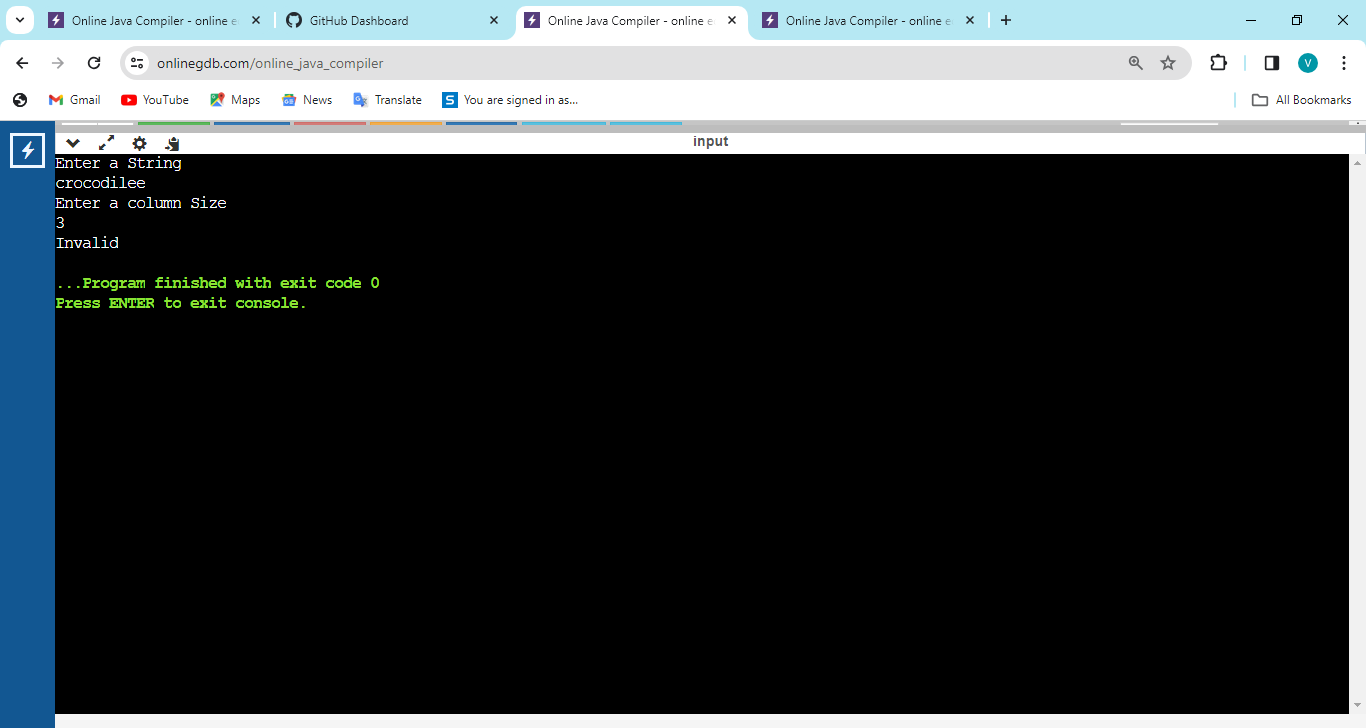 Online Java Compiler - online e
GitHub Dashboard
Online Java Compiler - online e
Online Java Compiler - online e
onlinegdb.com/online_java_compiler
V
Gmail
YouTube
Maps
News
Translate
S
You are signed in as...
All Bookmarks
input
Enter a String
crocodilee
Enter a column Size
3
Invalid
...Program finished with exit code 0
Press ENTER to exit console.